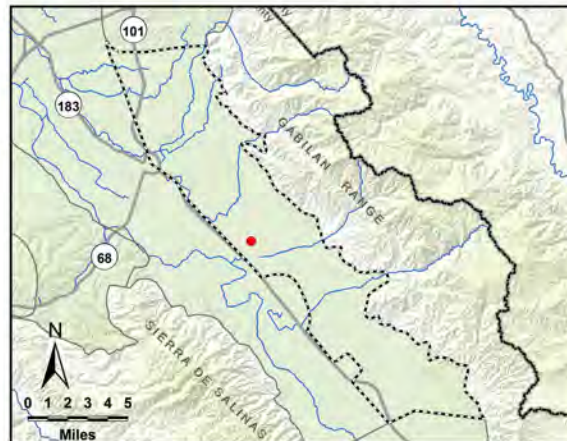 101
183
GABILAN RANGE
68
SIERRA DE SALINAS
N
0 1 2 3 4 5
Miles